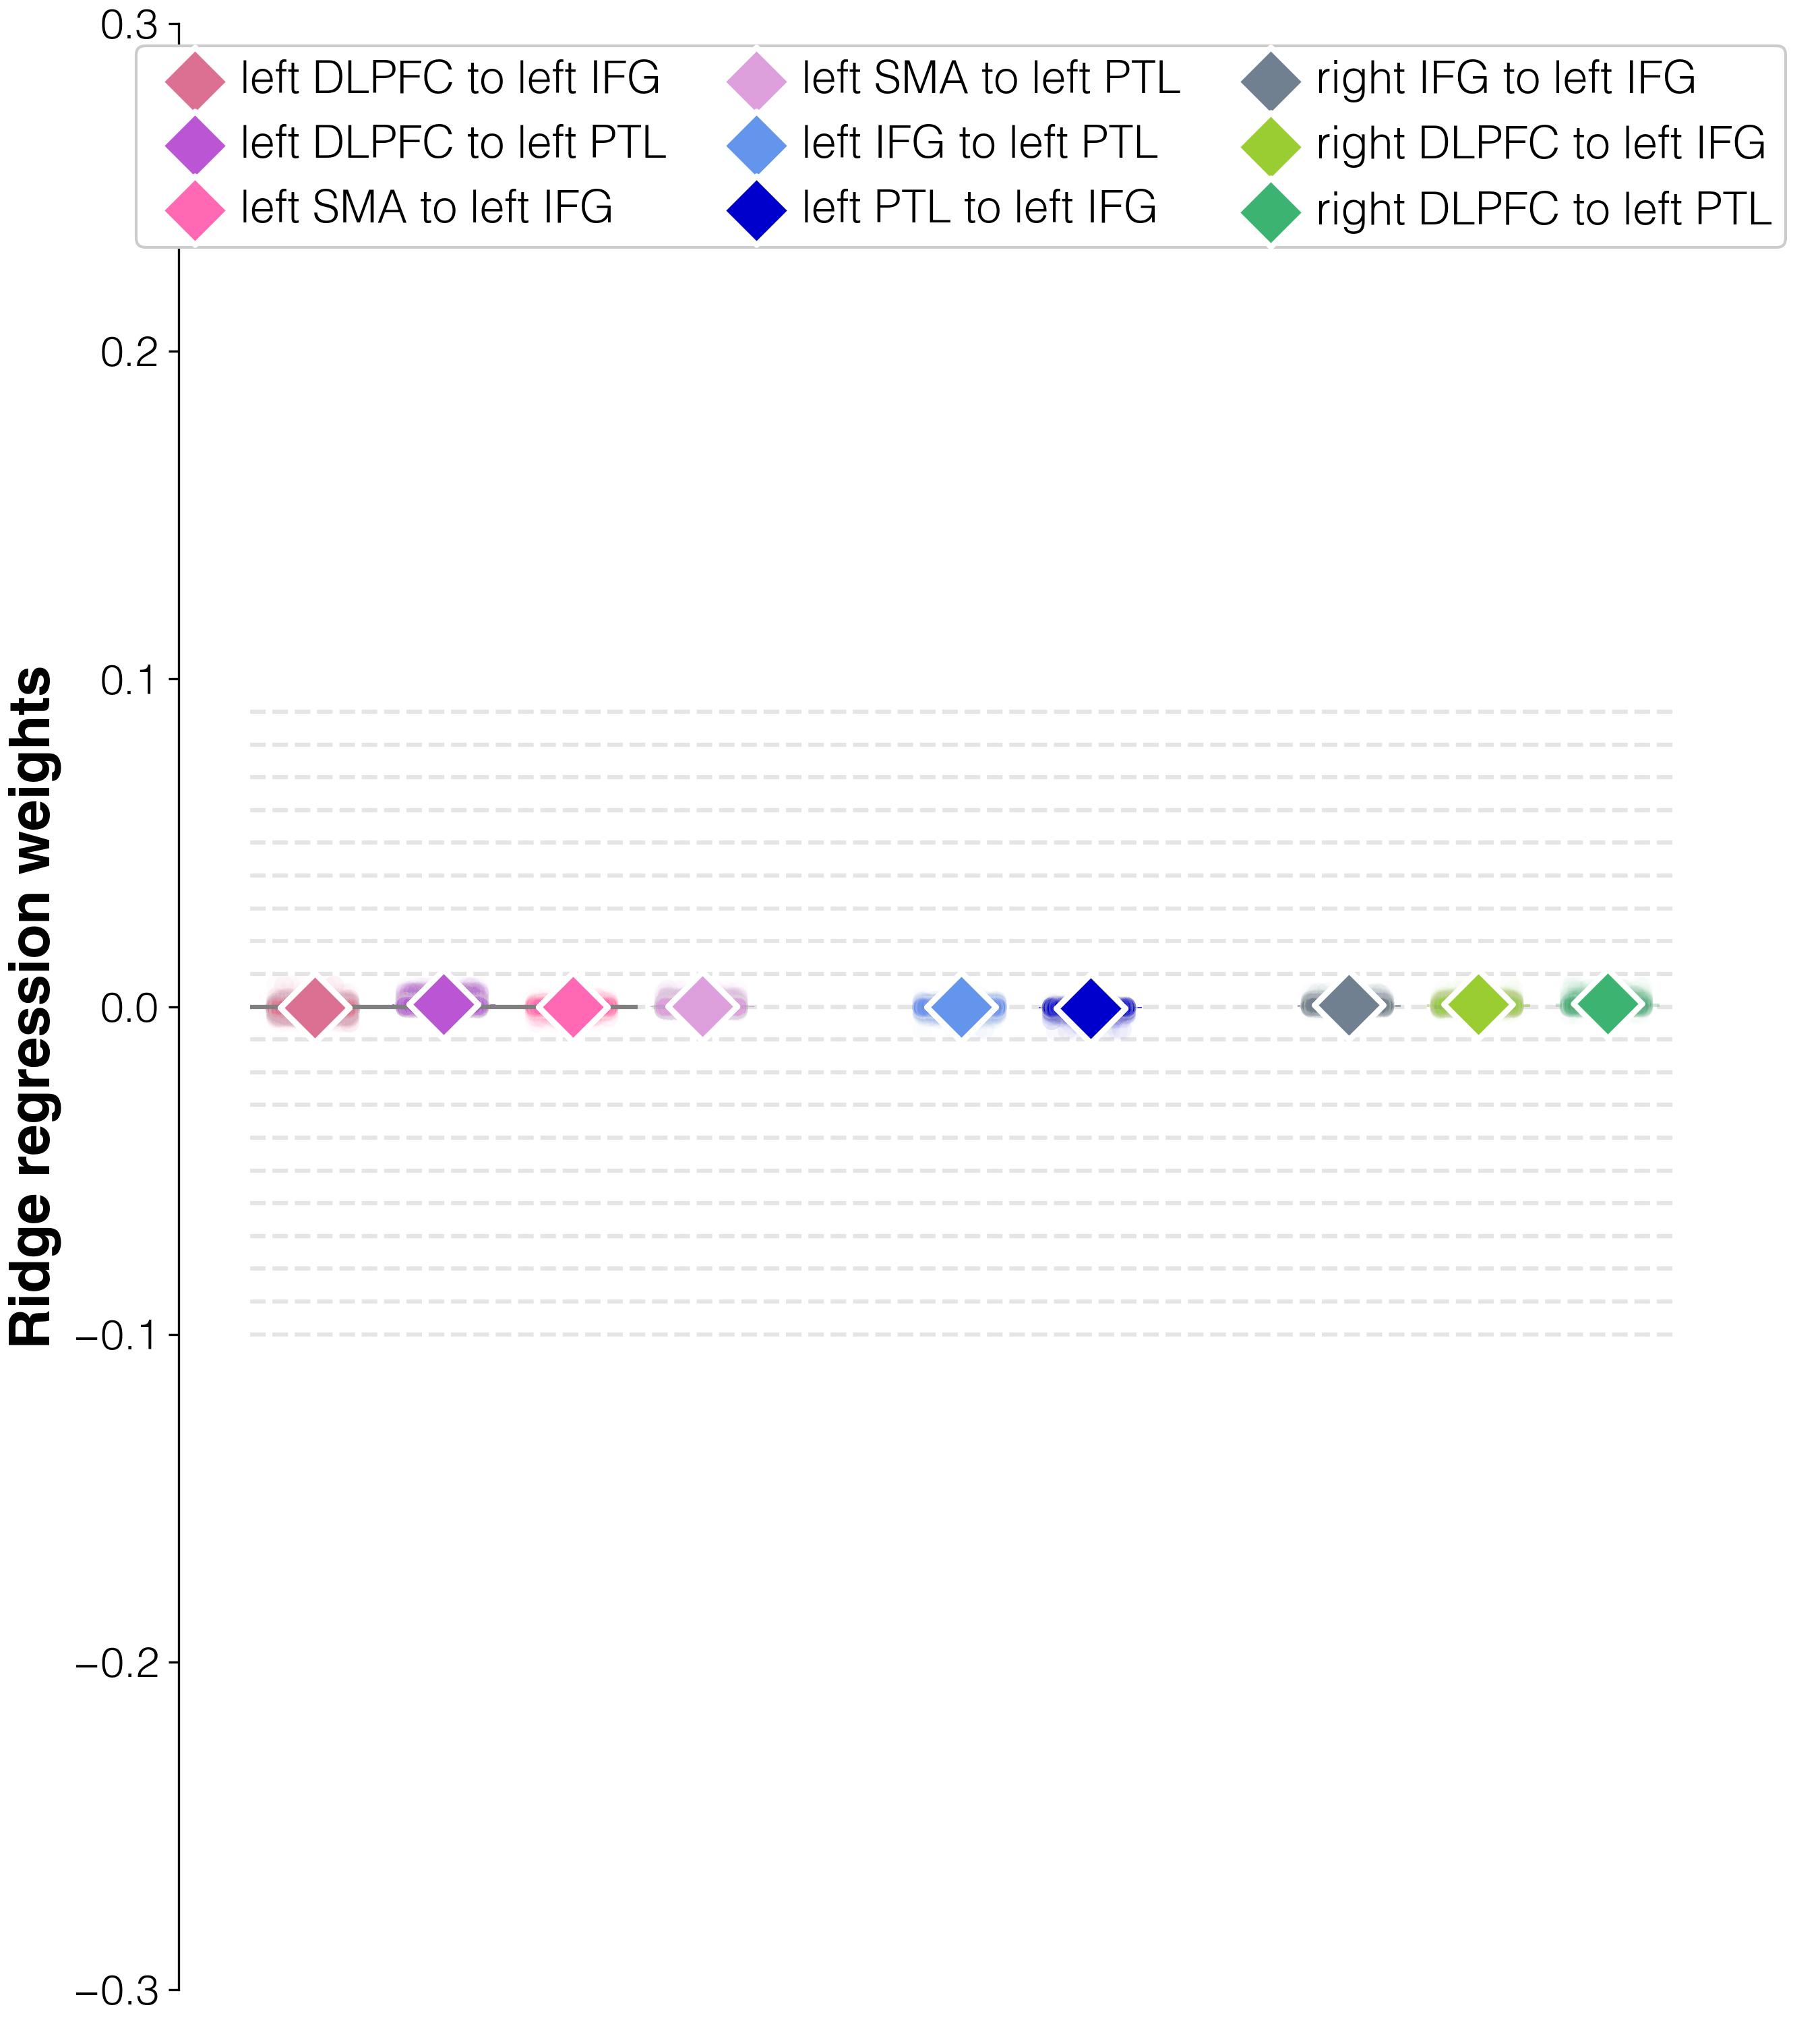 0.3
left DLPFC to left IFG
left SMA to left PTL
right IFG to left IFG
left DLPFC to left PTL
left IFG to left PTL
right DLPFC to left IFG
left SMA to left IFG
left PTL to left IFG
right DLPFC to left PTL
0.2
0.1
Ridge regression weights
0.0
−0.1
−0.2
−0.3